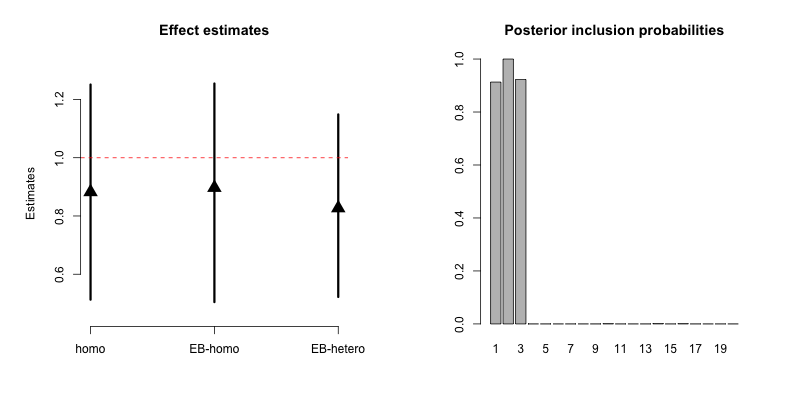 Effect estimates
Estimates
0.6 0.8 1.0 1.2
homo EB-homo EB-hetero
Posterior inclusion probabilities
0.0 0.2 0.4 0.6 0.8 1.0
1 3 5 7 9 11 13 15 17 19